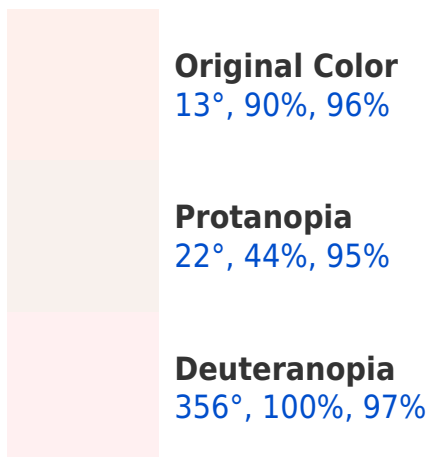 Original Color
13°, 90%, 96%
Protanopia
22°, 44%, 95%
Deuteranopia
356°, 100%, 97%